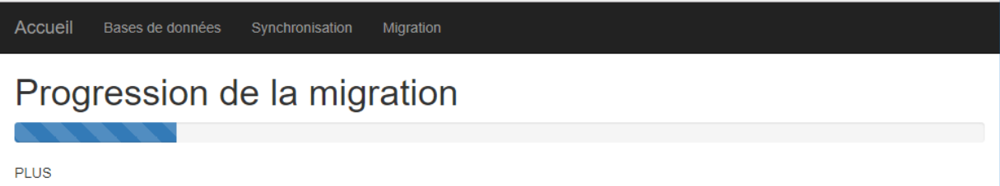 Accueil Bases de données Synchronisation Migration
Progression de la migration
PLUS